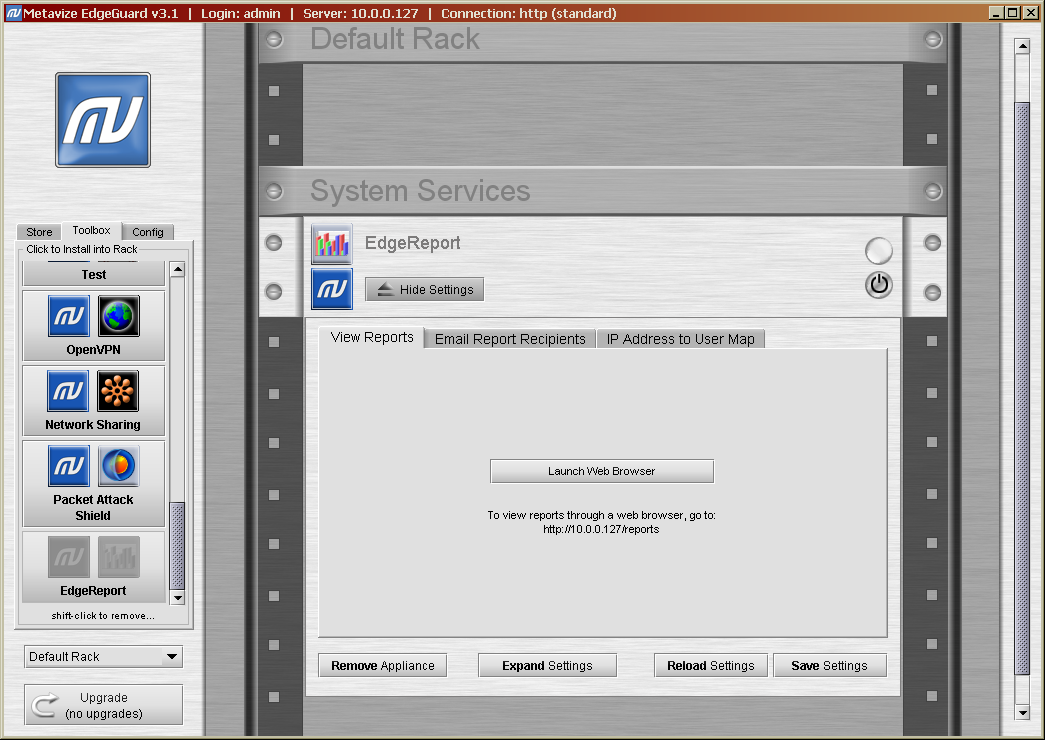 Metavize EdgeGuard v3.1 | Login: admin | Server: 10.0.0.127 | Connection: http (standard)
Default Rack
System Services
EdgeReport
Hide Settings
Store Toolbox Config
Click to Install into Rack
Test
OpenVPN
Network Sharing
Packet Attack
Shield
EdgeReport
shift-click to remove...
Default Rack
Upgrade
(no upgrades)
View Reports Email Report Recipients IP Address to User Map
Launch Web Browser
To view reports through a web browser, go to:
http://10.0.0.127/reports
Remove Appliance Expand Settings Reload Settings Save Settings